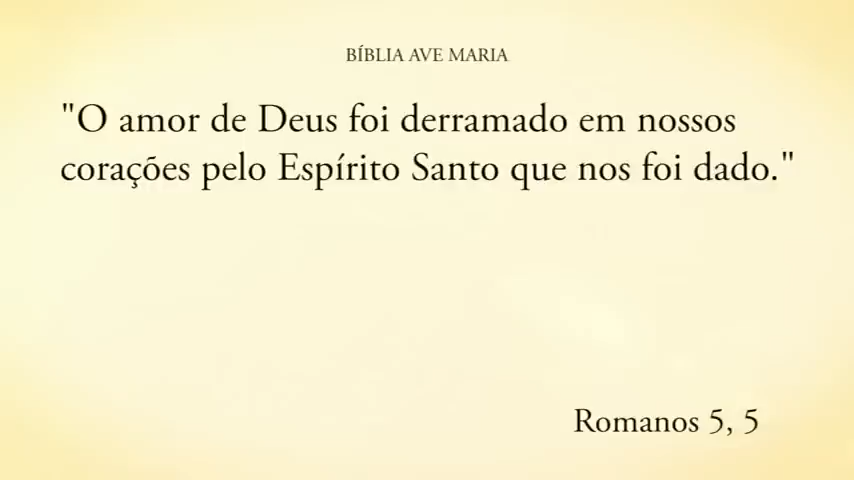 BÍBLIA AVE MARIA
"O amor de Deus foi derramado em nossos
corações pelo Espírito Santo que nos foi dado."
Romanos 5, 5